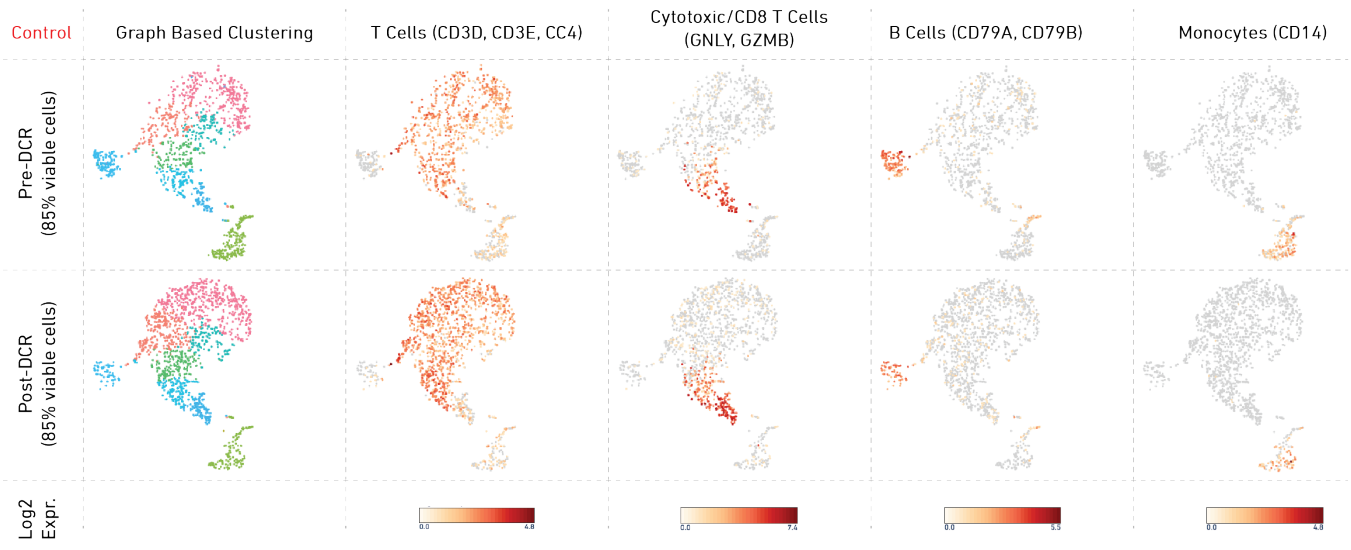 Control
Graph Based Clustering
T Cells (CD3D, CD3E, CC4)
Cytotoxic/CD8 T Cells
(GNLY, GZMB)
B Cells (CD79A, CD79B)
Monocytes (CD14)
Pre-DCR
(85% viable cells)
Post-DCR
(85% viable cells)
Log2
Expr.
0.0 4.8
0.0 7.4
0.0 5.5
0.0 4.8